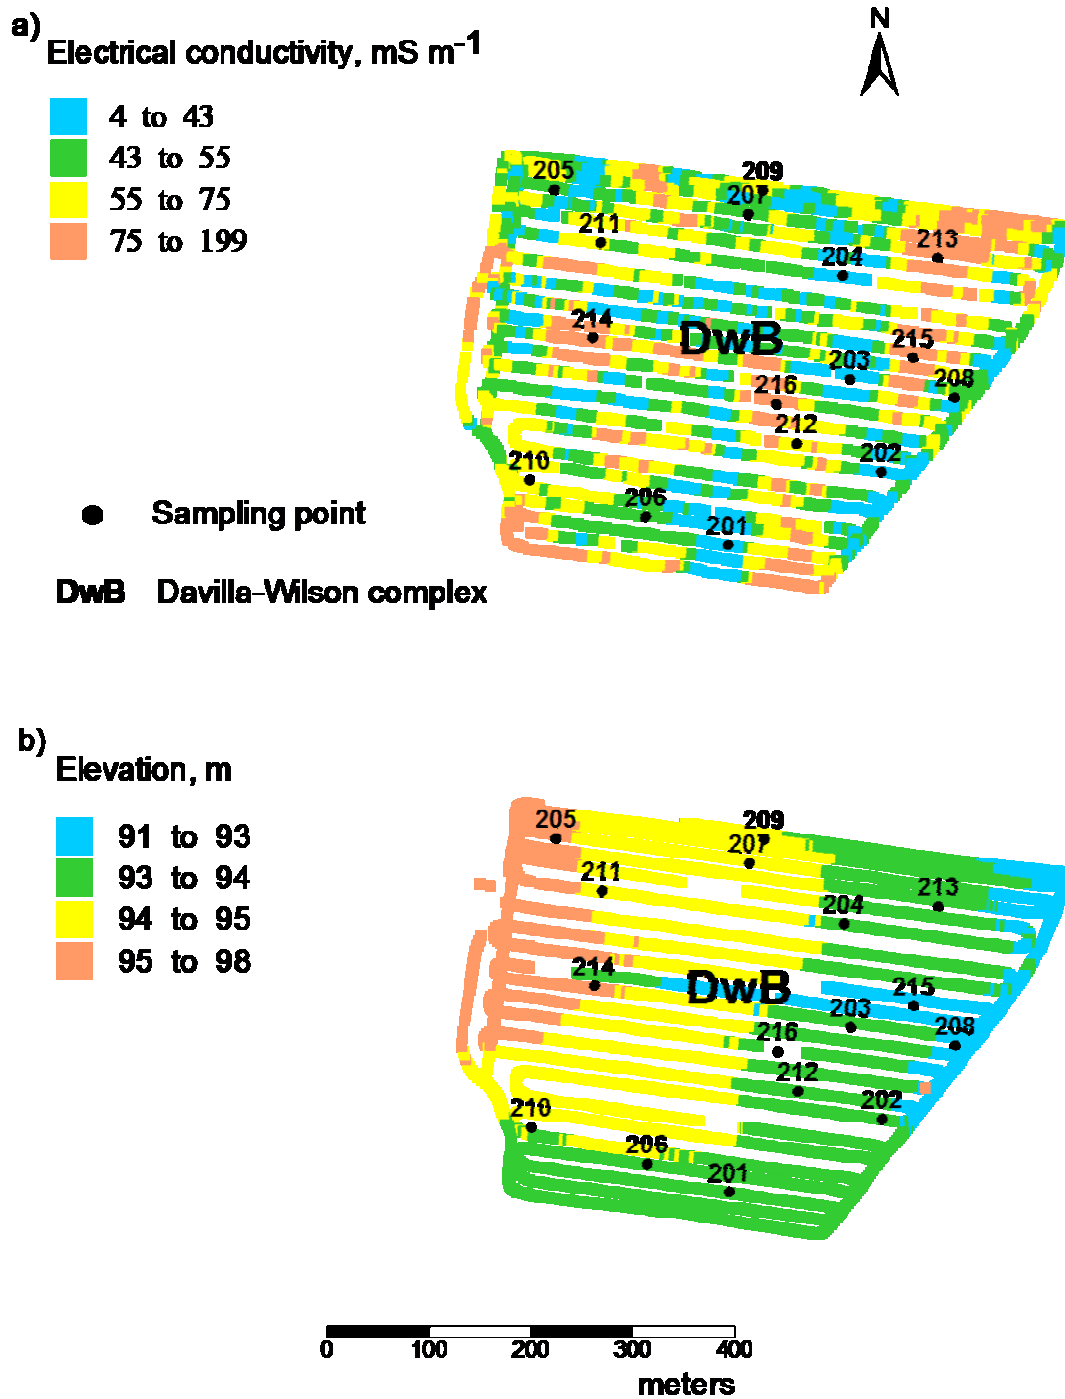 a)
Electrical conductivity, mS m⁻¹
N
4 to 43
43 to 55
55 to 75
75 to 199
205
209
207
211
213
204
214
DwB
215
203
208
216
212
210
202
206
201
Sampling point
DwB Davilla-Wilson complex
b)
Elevation, m
91 to 93
93 to 94
94 to 95
95 to 98
205
209
207
211
213
204
214
DwB
215
203
208
216
212
210
202
206
201
0 100 200 300 400
meters